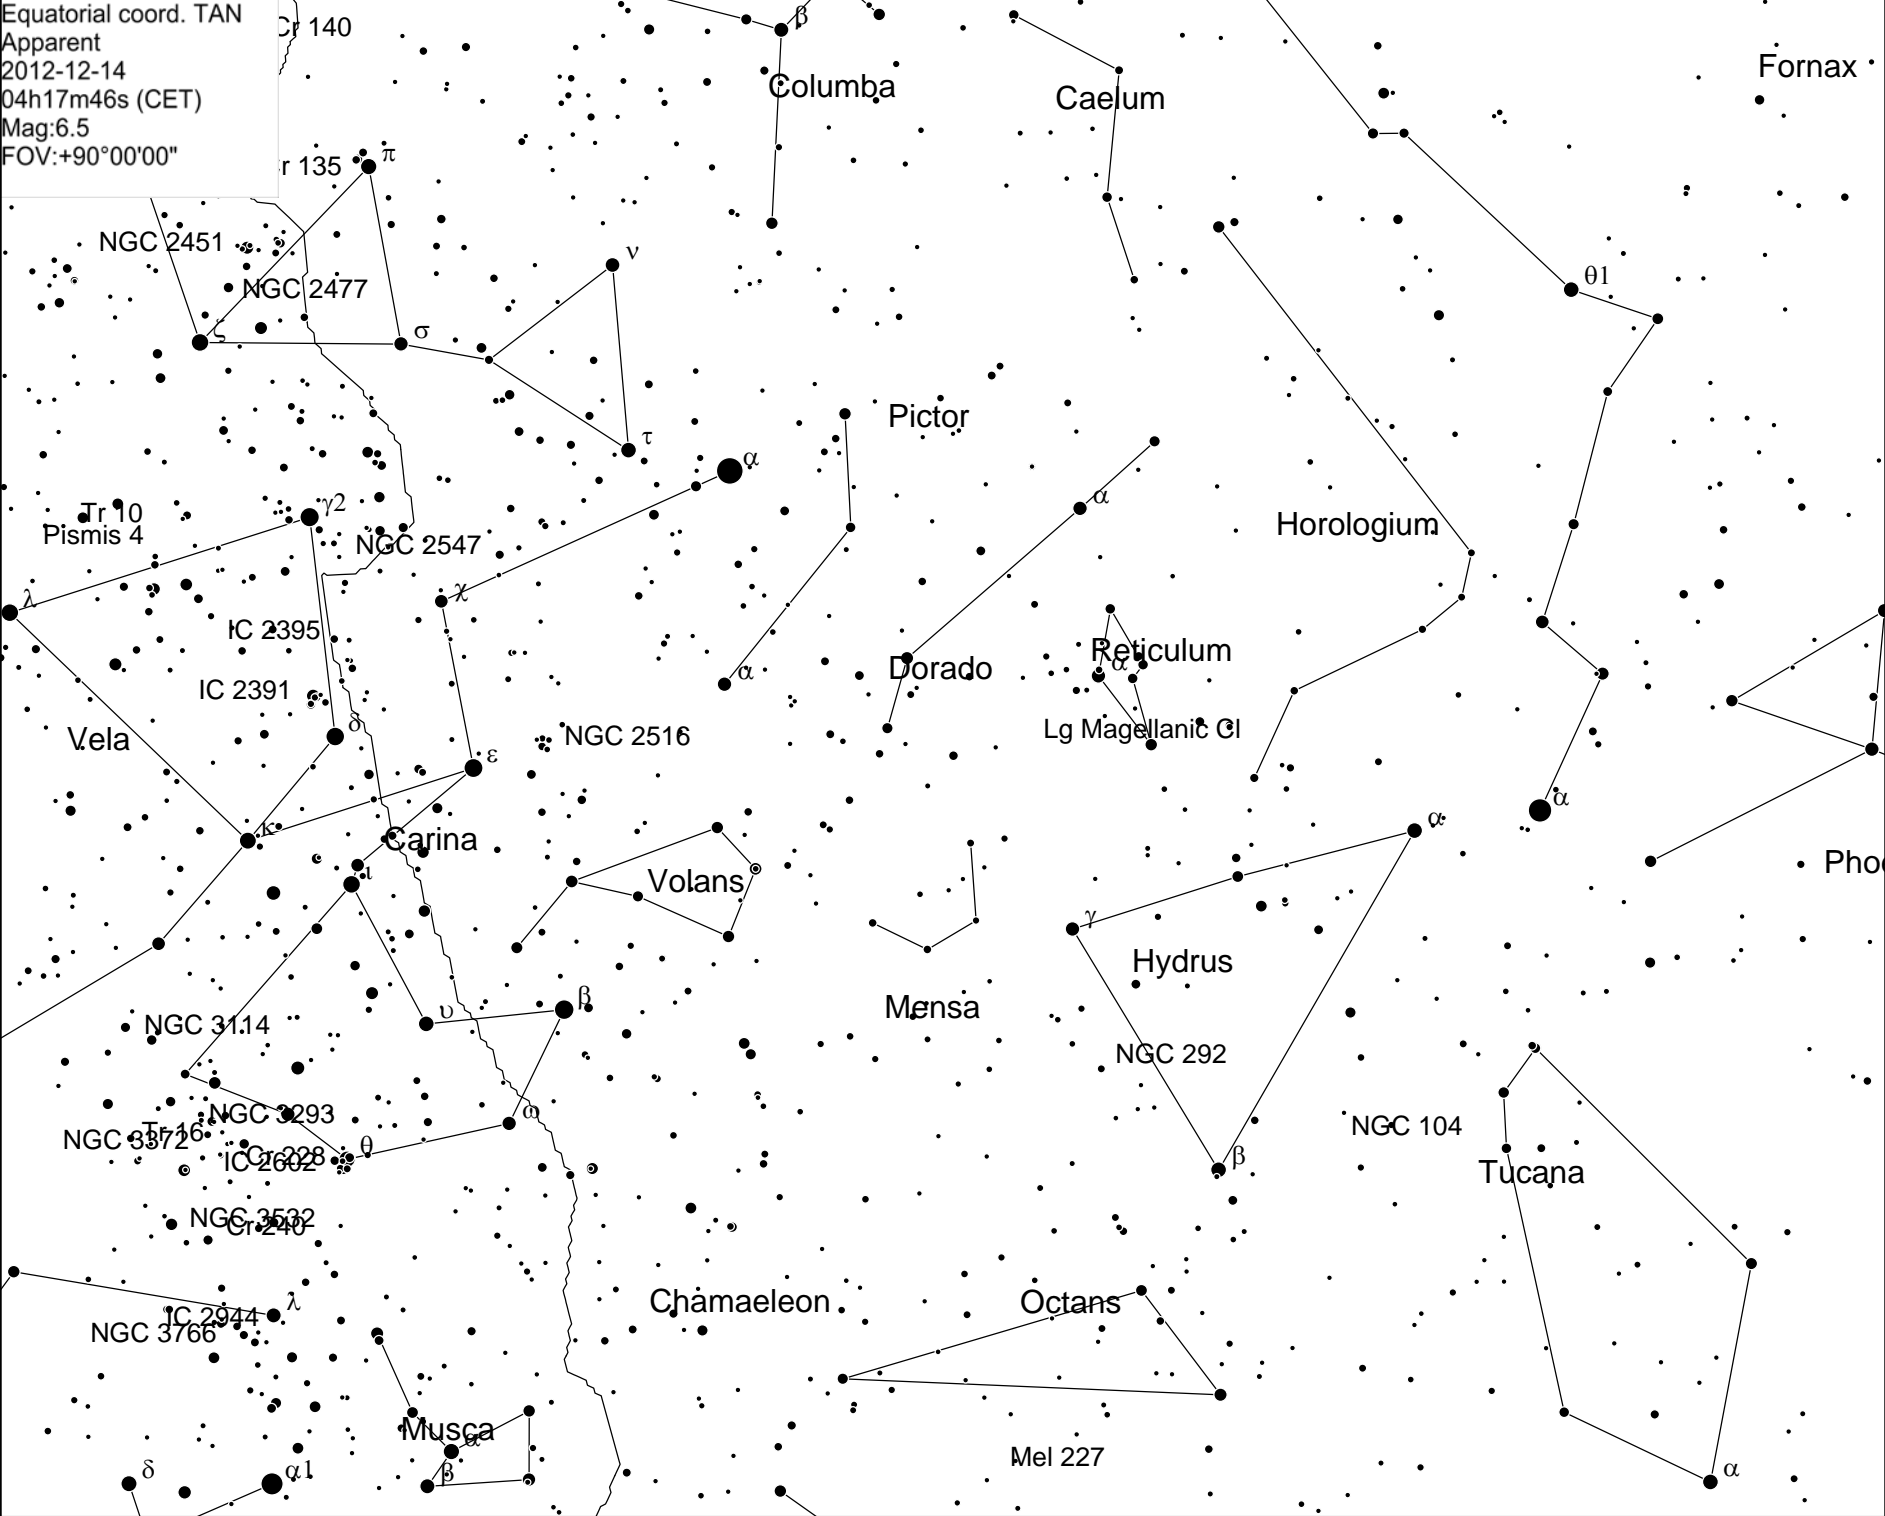 Equatorial coord. TAN
Apparent
2012-12-14
04h17m46s (CET)
Mag:6.5
FOV:+90°00'00"
Cr 140
β
Columba
Caelum
Fornax
r 135
π
NGC 2451
ν
NGC 2477
θ1
ζ
σ
Pictor
τ
α
α
γ2
Tr 10
Pismis 4
NGC 2547
Horologium
λ
χ
IC 2395
Reticulum
α
Dorado
α
IC 2391
δ
Lg Magellanic Cl
Vela
NGC 2516
ε
α
α
κ
Carina
Volans
Pho
ι
γ
Hydrus
β
υ
Mensa
NGC 3114
NGC 292
NGC 3293
ω
NGC 104
Tr 16
NGC 3372
θ
Cr 228
IC 2602
β
Tucana
NGC 3532
Cr 240
λ
Chamaeleon
Octans
IC 2944
NGC 3766
Musca
α
Mel 227
β
δ
α1
α